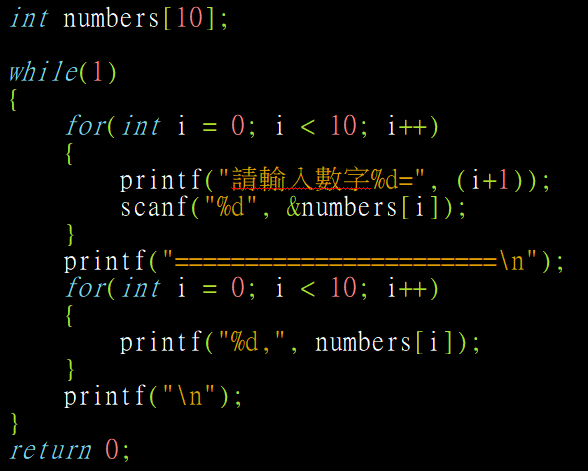 int numbers[10];
while(1)
{
for(int i = 0; i < 10; i++)
{
printf("請輸入數字%d=", (i+1));
scanf("%d", &numbers[i]);
}
printf("=======================\n");
for(int i = 0; i < 10; i++)
{
printf("%d,", numbers[i]);
}
printf("\n");
}
return 0;